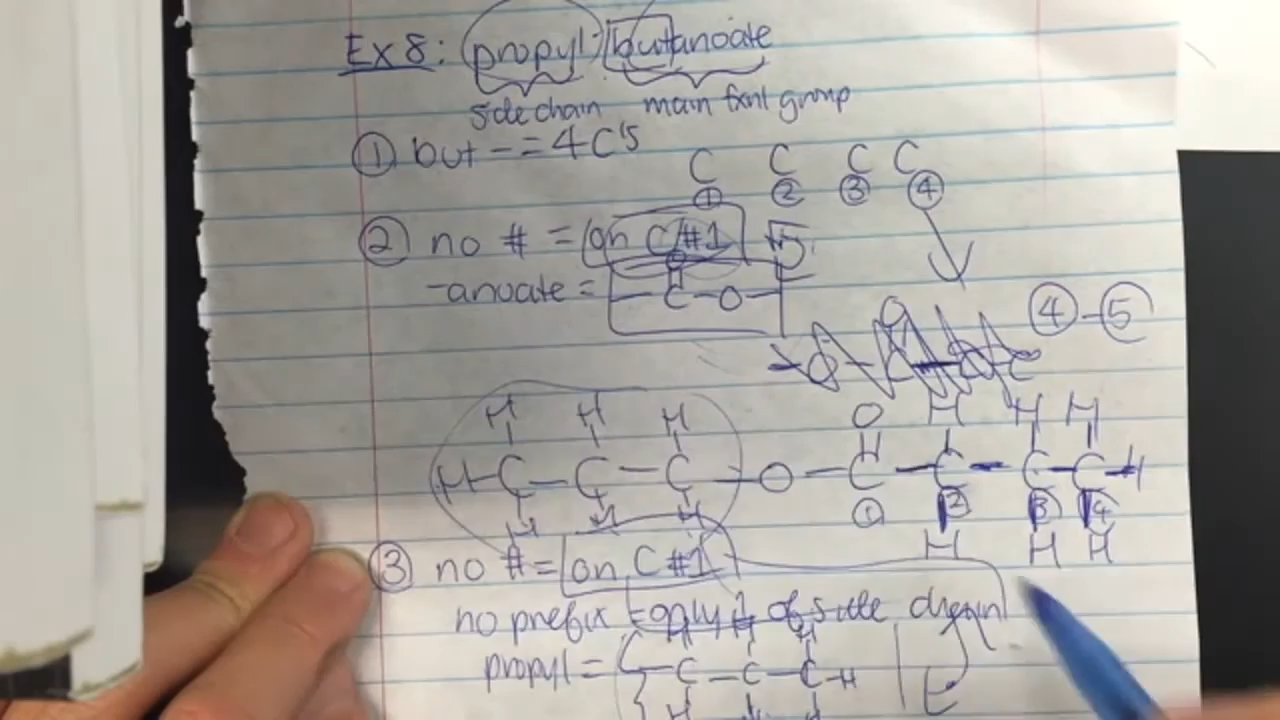 Ex 8: propyl butanoate
side chain main fxnl group
① but- = 4 C's
C C C C
① ② ③ ④
② no # = on C #1
-anoate = -C-O-
O
④-⑤
H H H O H H H
H-C-C-C-O-C-C-C-C-H
① ② ③ ④
H H H H H H
③ no # = on C #1
no prefix = only 1 of side chain
propyl = -C-C-C-H
H